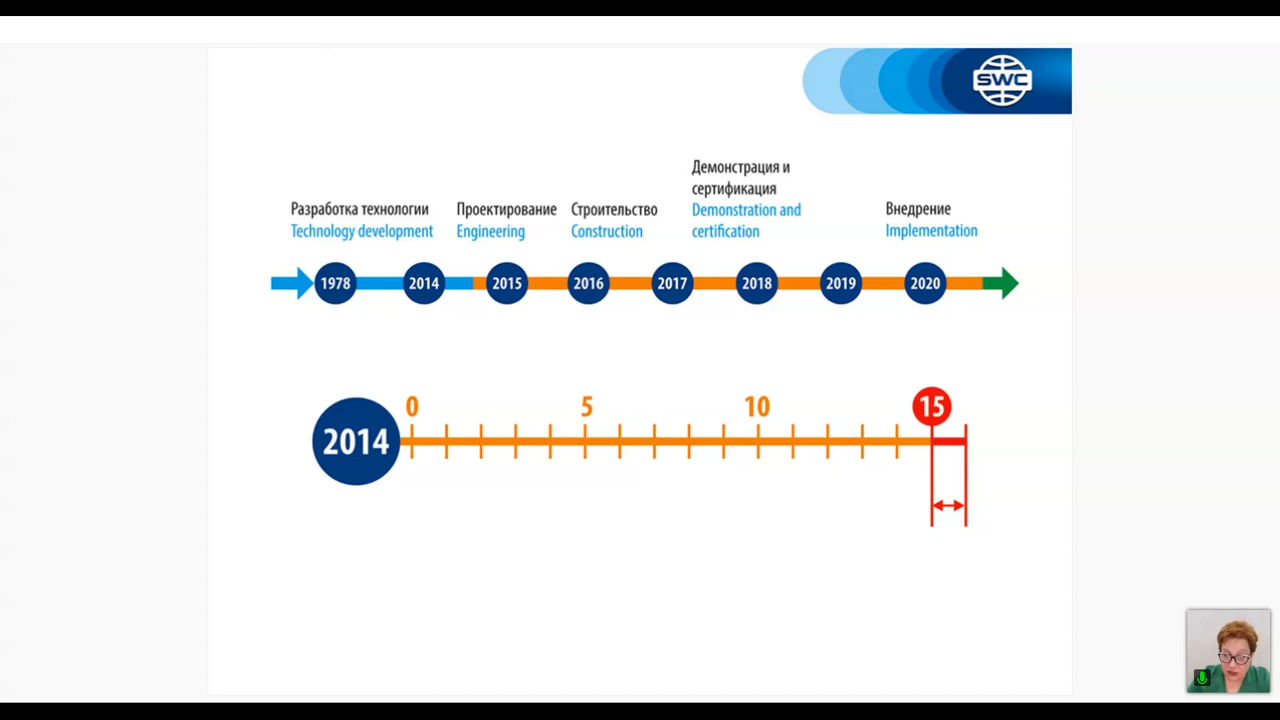 SWC
Демонстрация и
сертификация
Demonstration and
certification
Разработка технологии
Technology development
Проектирование
Engineering
Строительство
Construction
Внедрение
Implementation
1978 2014 2015 2016 2017 2018 2019 2020
0 5 10 15
2014